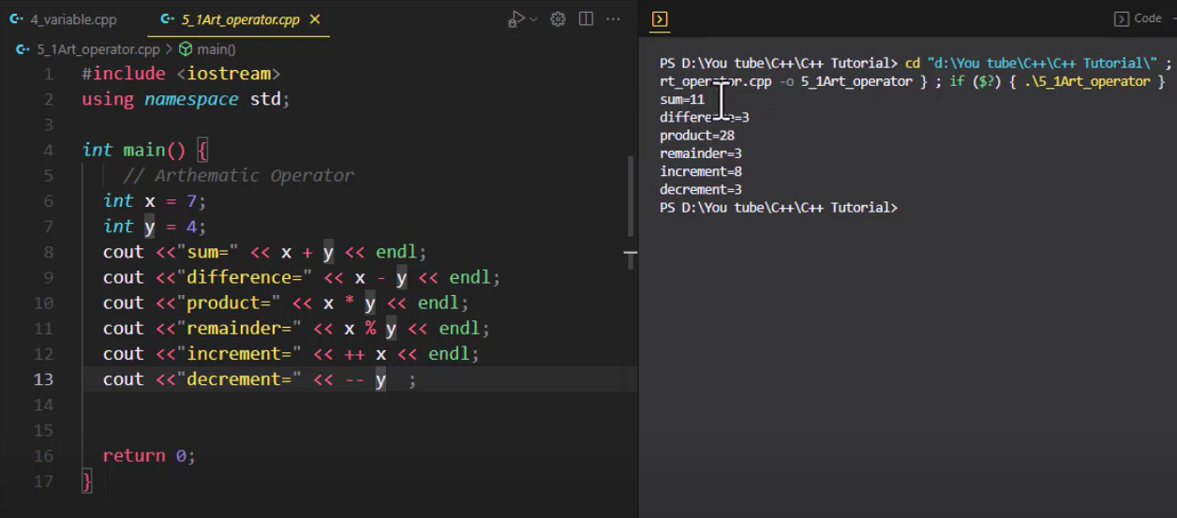 4_variable.cpp
5_1Art_operator.cpp
5_1Art_operator.cpp > main()
1 #include <iostream>
2 using namespace std;
3
4 int main() {
5 // Arthematic Operator
6 int x = 7;
7 int y = 4;
8 cout <<"sum=" << x + y << endl;
9 cout <<"difference=" << x - y << endl;
10 cout <<"product=" << x * y << endl;
11 cout <<"remainder=" << x % y << endl;
12 cout <<"increment=" << ++ x << endl;
13 cout <<"decrement=" << -- y ;
14
15
16 return 0;
17 }
Code
PS D:\You tube\C++\C++ Tutorial> cd "d:\You tube\C++\C++ Tutorial\" ;
rt_operator.cpp -o 5_1Art_operator } ; if ($?) { .\5_1Art_operator }
sum=11
difference=3
product=28
remainder=3
increment=8
decrement=3
PS D:\You tube\C++\C++ Tutorial>